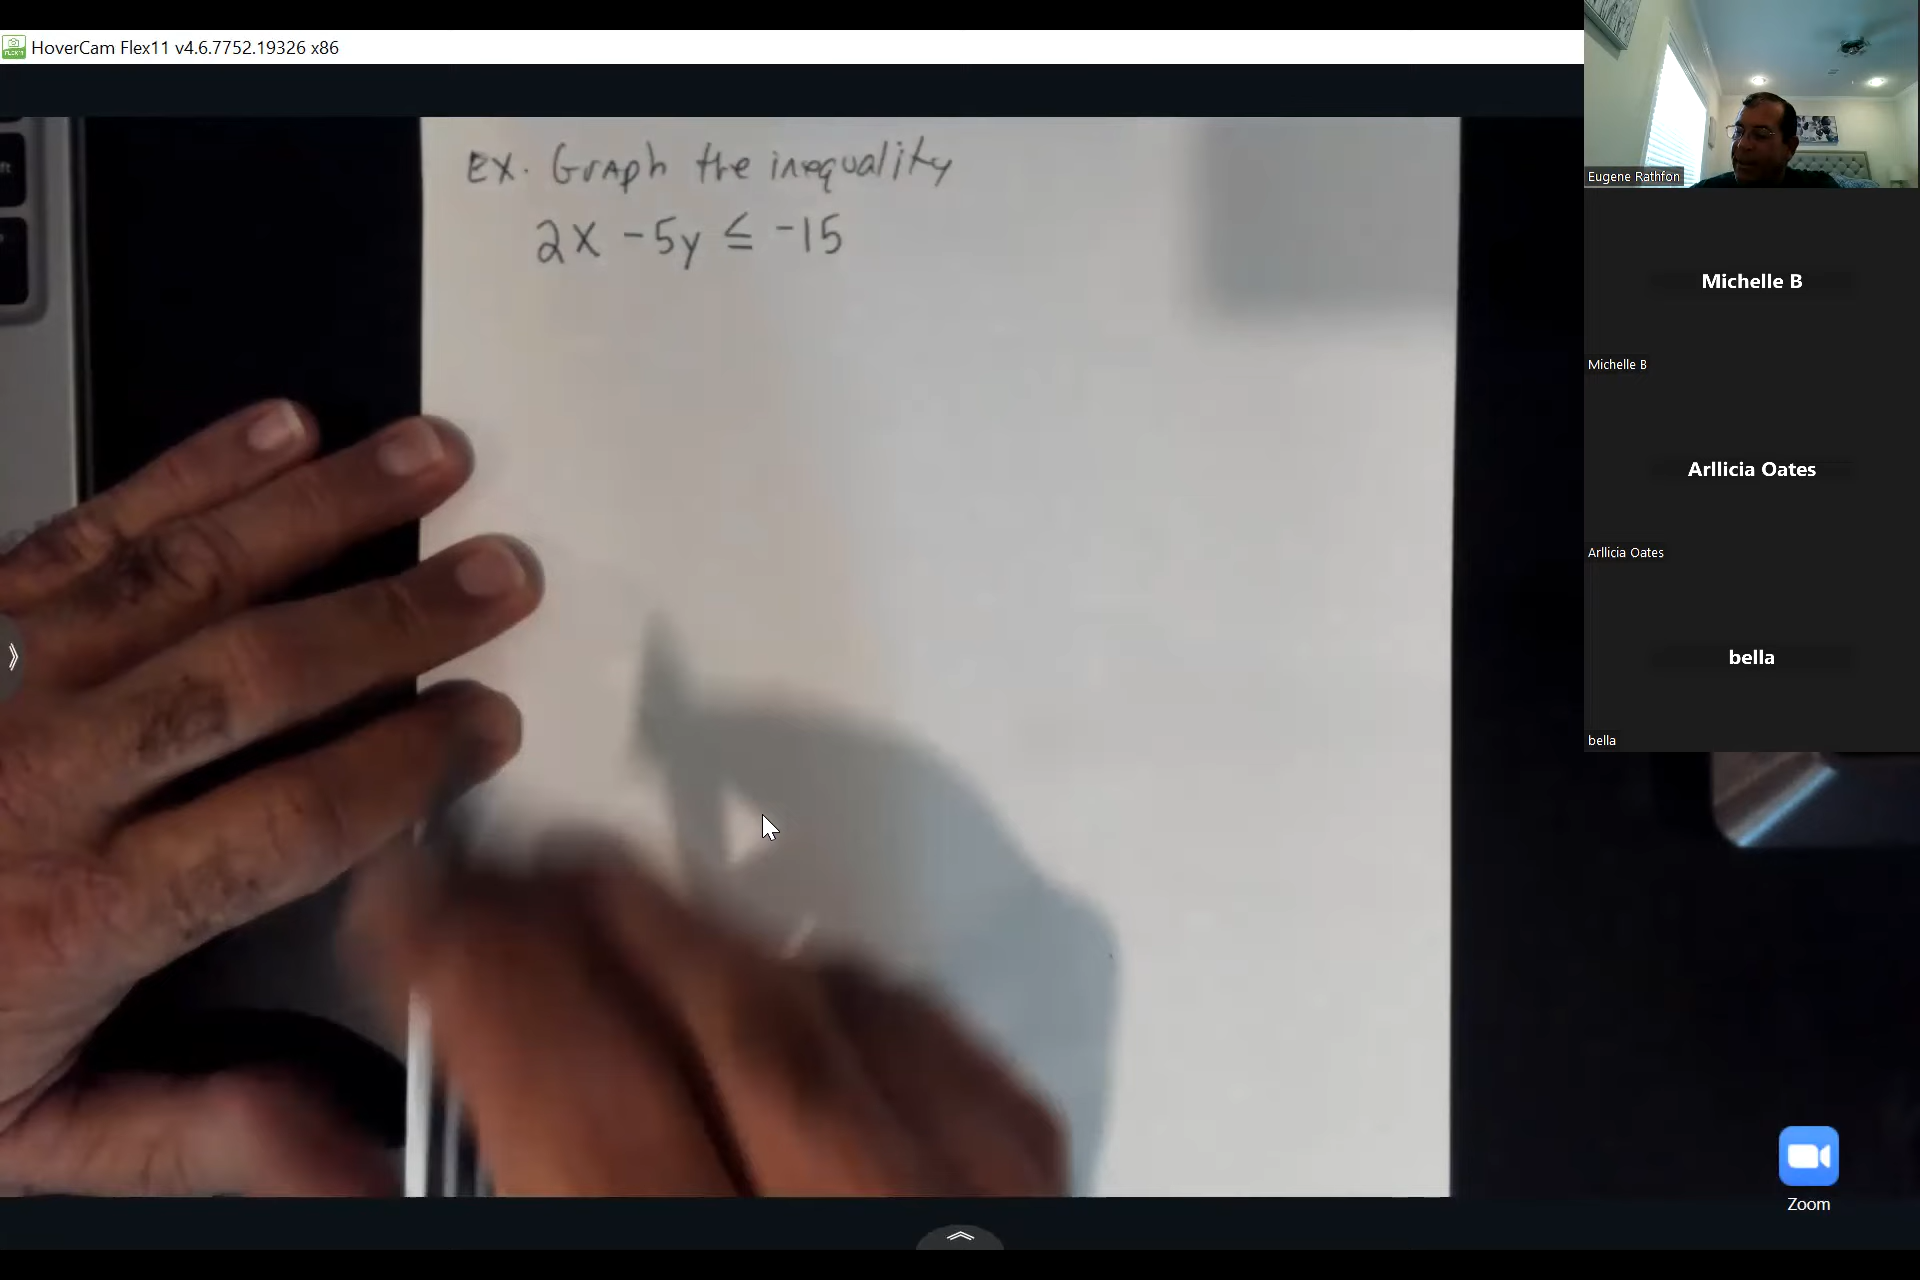 HoverCam Flex11 v4.6.7752.19326 x86
Ex. Graph the inequality
2x - 5y ≤ -15
Eugene Rathfon
Michelle B
Michelle B
Arllicia Oates
Arllicia Oates
bella
bella
Zoom